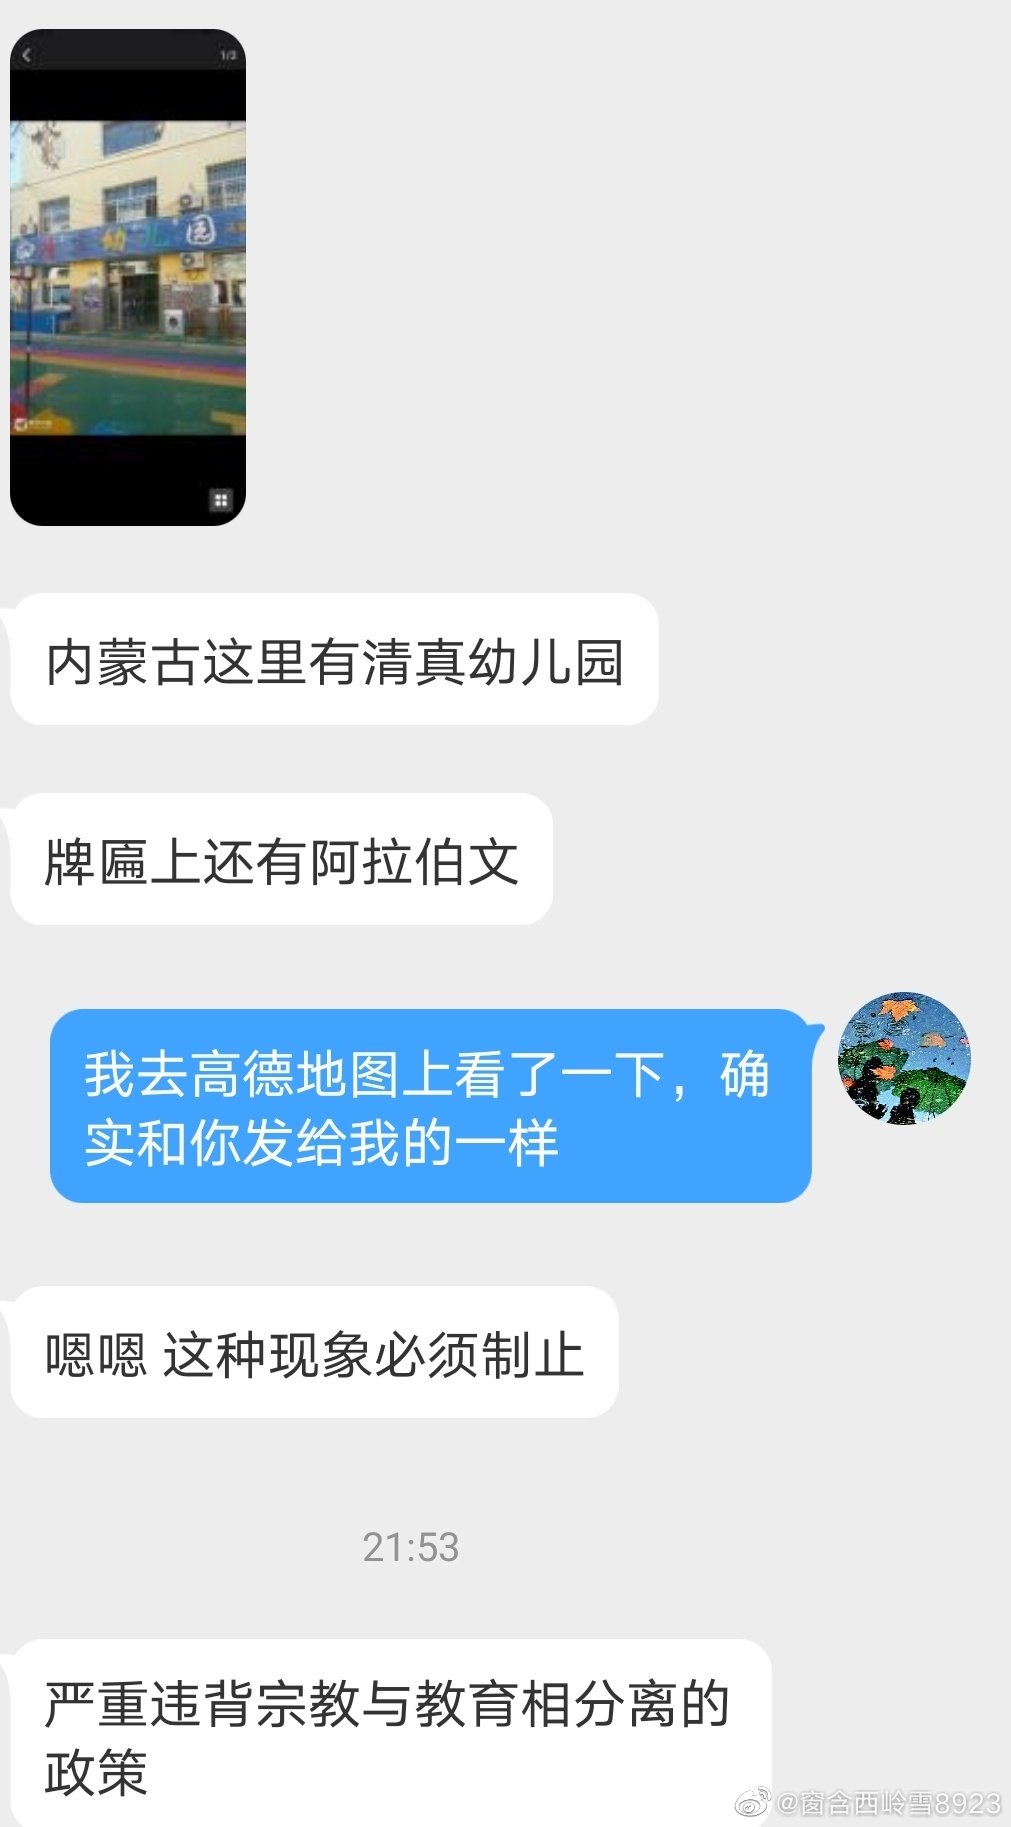 1/2
幼儿园
内蒙古这里有清真幼儿园
牌匾上还有阿拉伯文
我去高德地图上看了一下，确
实和你发给我的一样
嗯嗯 这种现象必须制止
21:53
严重违背宗教与教育相分离的
政策
@窗含西岭雪8923